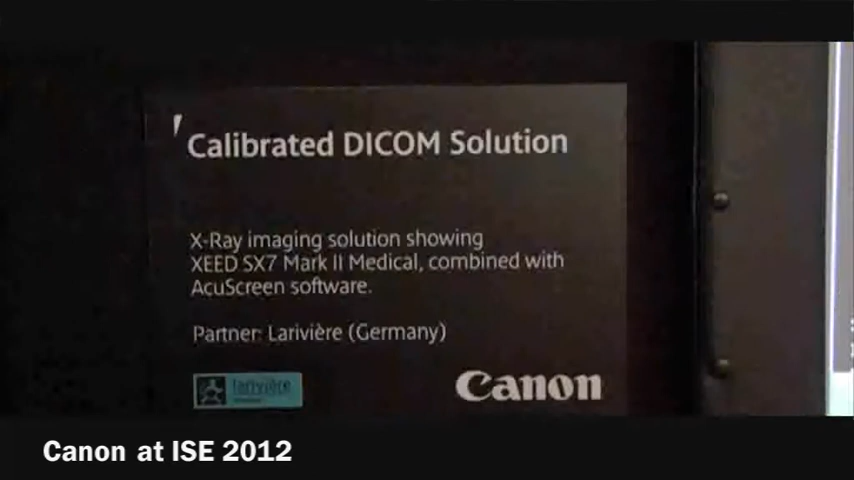 Calibrated DICOM Solution
X-Ray imaging solution showing
XEED SX7 Mark II Medical, combined with
AcuScreen software.
Partner: Larivière (Germany)
larivière
Canon
Canon at ISE 2012